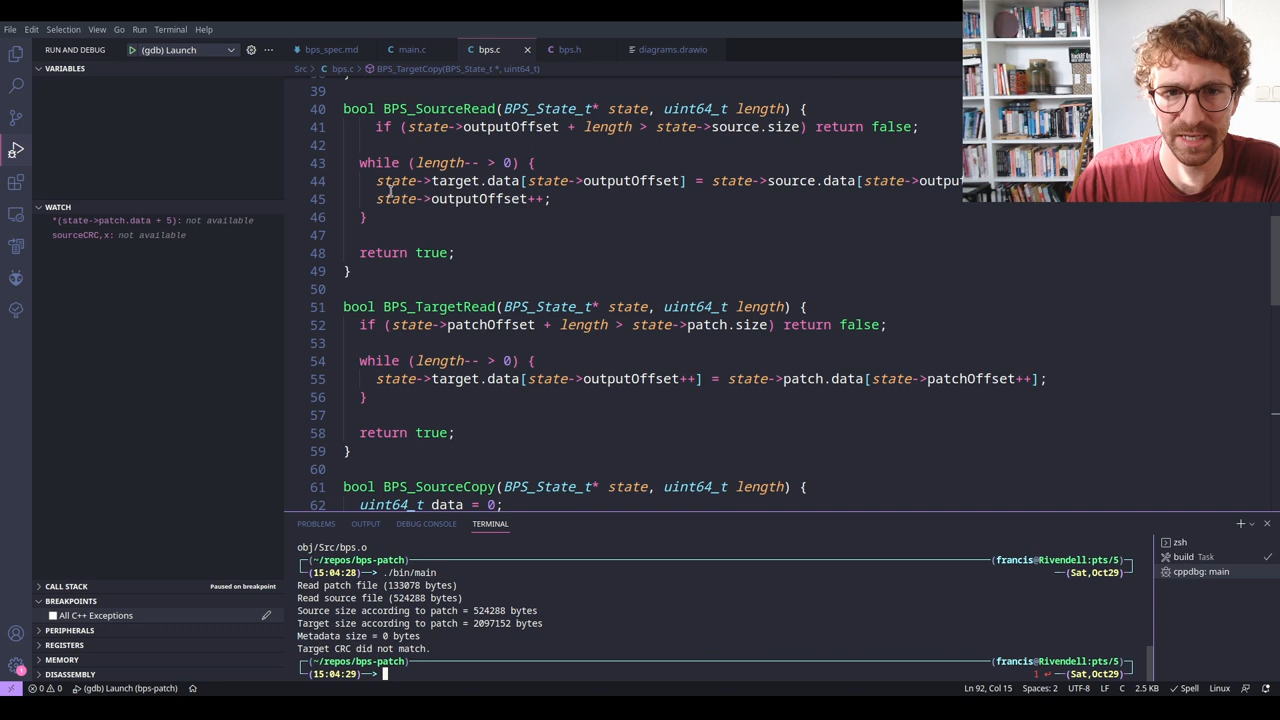 File Edit Selection View Go Run Terminal Help
RUN AND DEBUG (gdb) Launch
bps_spec.md main.c bps.c bps.h diagrams.drawio
VARIABLES
Src > bps.c > BPS_TargetCopy(BPS_State_t *, uint64_t)
39
40 bool BPS_SourceRead(BPS_State_t* state, uint64_t length) {
41 if (state->outputOffset + length > state->source.size) return false;
42
43 while (length-- > 0) {
44 state->target.data[state->outputOffset] = state->source.data[state->outpu
45 state->outputOffset++;
46 }
47
48 return true;
49 }
50
51 bool BPS_TargetRead(BPS_State_t* state, uint64_t length) {
52 if (state->patchOffset + length > state->patch.size) return false;
53
54 while (length-- > 0) {
55 state->target.data[state->outputOffset++] = state->patch.data[state->patchOffset++];
56 }
57
58 return true;
59 }
60
61 bool BPS_SourceCopy(BPS_State_t* state, uint64_t length) {
62 uint64_t data = 0;
WATCH
*(state->patch.data + 5): not available
sourceCRC,x: not available
CALL STACK Paused on breakpoint
BREAKPOINTS
All C++ Exceptions
PERIPHERALS
REGISTERS
MEMORY
DISASSEMBLY
PROBLEMS OUTPUT DEBUG CONSOLE TERMINAL
obj/Src/bps.o
(~/repos/bps-patch) (francis@Rivendell:pts/5)
(15:04:28)—> ./bin/main (Sat,Oct29)
Read patch file (133078 bytes)
Read source file (524288 bytes)
Source size according to patch = 524288 bytes
Target size according to patch = 2097152 bytes
Metadata size = 0 bytes
Target CRC did not match.
(~/repos/bps-patch) (francis@Rivendell:pts/5)
(15:04:29)—> 1 ↵ (Sat,Oct29)
zsh
build Task
cppdbg: main
0 0 (gdb) Launch (bps-patch) Ln 92, Col 15 Spaces: 2 UTF-8 LF C 2.5 KB Spell Linux